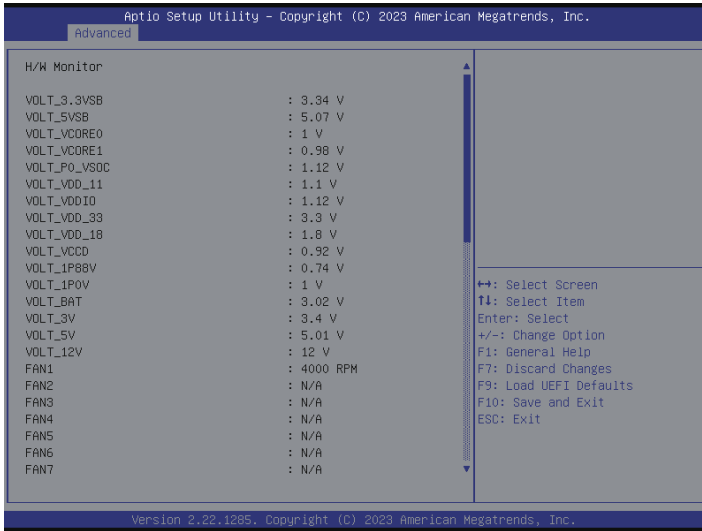 Aptio Setup Utility – Copyright (C) 2023 American Megatrends, Inc.
Advanced
H/W Monitor
VOLT_3.3VSB : 3.34 V
VOLT_5VSB : 5.07 V
VOLT_VCORE0 : 1 V
VOLT_VCORE1 : 0.98 V
VOLT_P0_VSOC : 1.12 V
VOLT_VDD_11 : 1.1 V
VOLT_VDDIO : 1.12 V
VOLT_VDD_33 : 3.3 V
VOLT_VDD_18 : 1.8 V
VOLT_VCCD : 0.92 V
VOLT_1P88V : 0.74 V
VOLT_1P0V : 1 V
VOLT_BAT : 3.02 V
VOLT_3V : 3.4 V
VOLT_5V : 5.01 V
VOLT_12V : 12 V
FAN1 : 4000 RPM
FAN2 : N/A
FAN3 : N/A
FAN4 : N/A
FAN5 : N/A
FAN6 : N/A
FAN7 : N/A
↔: Select Screen
↑↓: Select Item
Enter: Select
+/-: Change Option
F1: General Help
F7: Discard Changes
F9: Load UEFI Defaults
F10: Save and Exit
ESC: Exit
Version 2.22.1285. Copyright (C) 2023 American Megatrends, Inc.